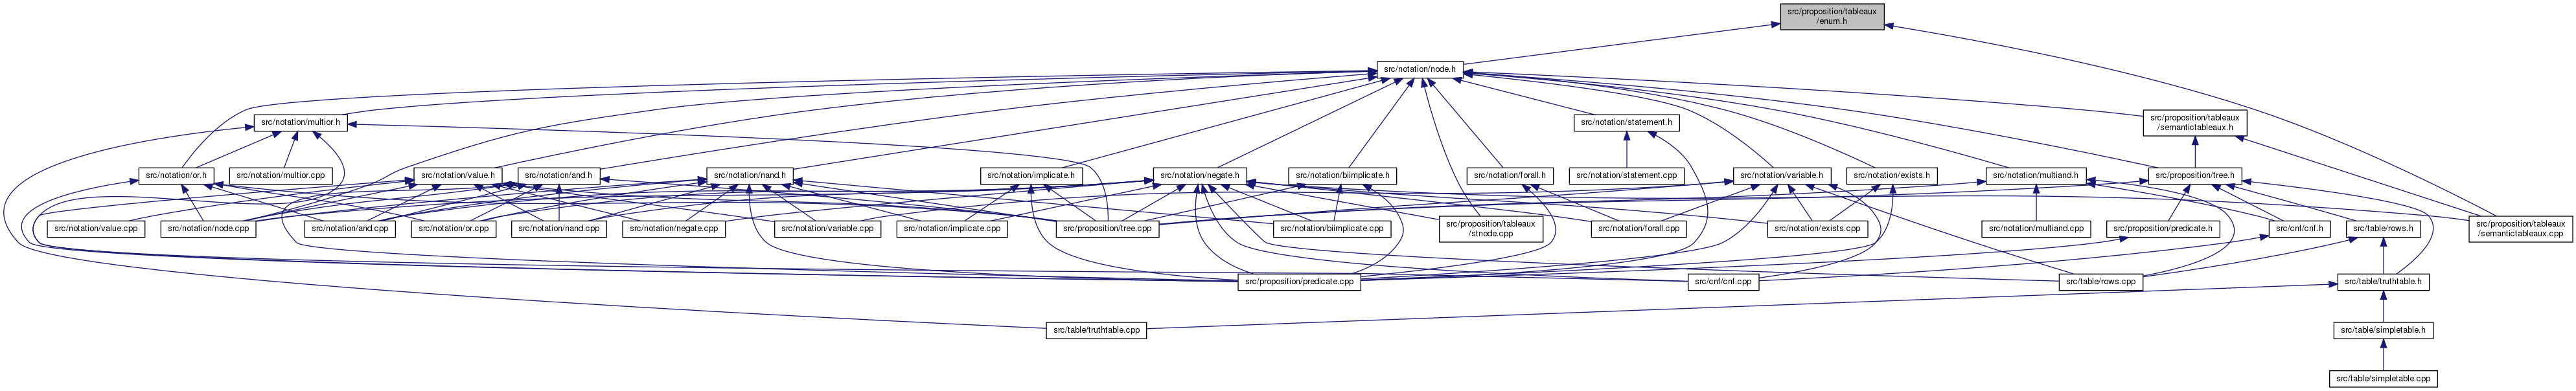 src/proposition/tableaux
/enum.h
src/notation/node.h
src/notation/multior.h
src/notation/statement.h
src/proposition/tableaux
/semantictableaux.h
src/notation/or.h
src/notation/multior.cpp
src/notation/value.h
src/notation/and.h
src/notation/nand.h
src/notation/implicate.h
src/notation/negate.h
src/notation/biimplicate.h
src/notation/forall.h
src/notation/statement.cpp
src/notation/variable.h
src/notation/exists.h
src/notation/multiand.h
src/proposition/tree.h
src/notation/value.cpp
src/notation/node.cpp
src/notation/and.cpp
src/notation/or.cpp
src/notation/nand.cpp
src/notation/negate.cpp
src/notation/variable.cpp
src/notation/implicate.cpp
src/proposition/tree.cpp
src/notation/biimplicate.cpp
src/proposition/tableaux
/stnode.cpp
src/notation/forall.cpp
src/notation/exists.cpp
src/notation/multiand.cpp
src/proposition/predicate.h
src/cnf/cnf.h
src/table/rows.h
src/proposition/tableaux
/semantictableaux.cpp
src/proposition/predicate.cpp
src/cnf/cnf.cpp
src/table/rows.cpp
src/table/truthtable.h
src/table/truthtable.cpp
src/table/simpletable.h
src/table/simpletable.cpp